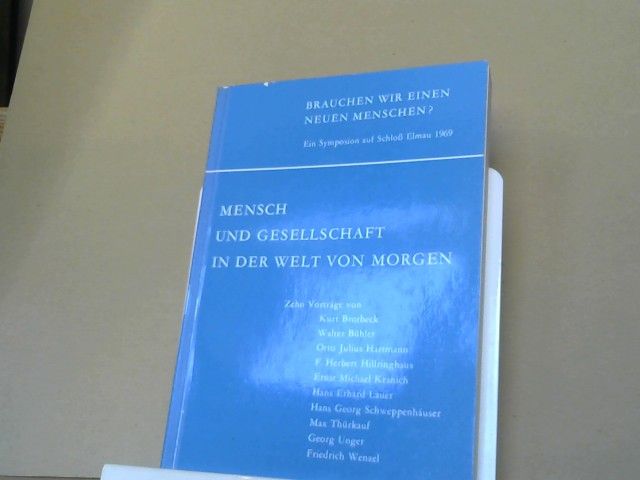 BRAUCHEN WIR EINEN
NEUEN MENSCHEN?
Ein Symposion auf Schloß Elmau 1969
MENSCH
UND GESELLSCHAFT
IN DER WELT VON MORGEN
Zehn Vorträge von
Kurt Brotbeck
Walter Bühler
Otto Julius Hartmann
F. Herbert Hillringhaus
Ernst Michael Kranich
Hans Erhard Lauer
Hans Georg Schweppenhäuser
Max Thürkauf
Georg Unger
Friedrich Wenzel